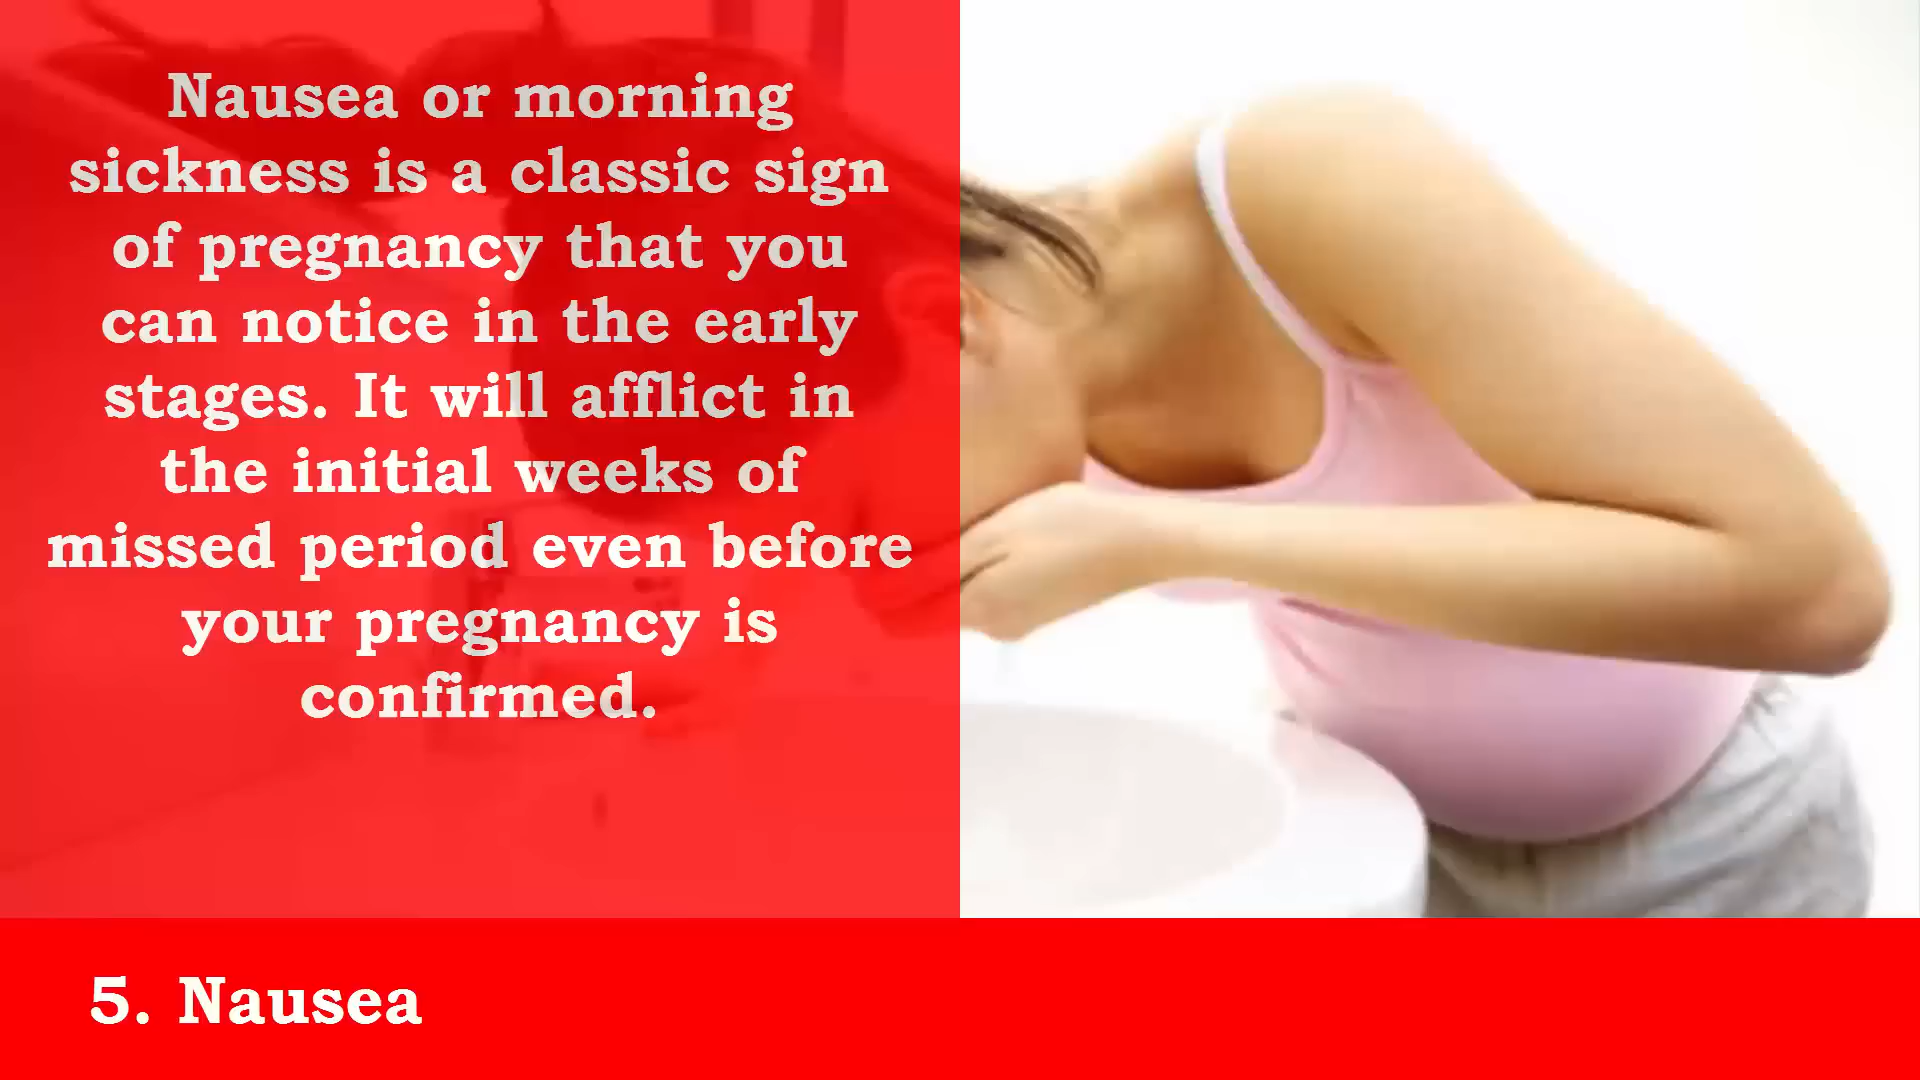 Nausea or morning
sickness is a classic sign
of pregnancy that you
can notice in the early
stages. It will afflict in
the initial weeks of
missed period even before
your pregnancy is
confirmed.
5. Nausea